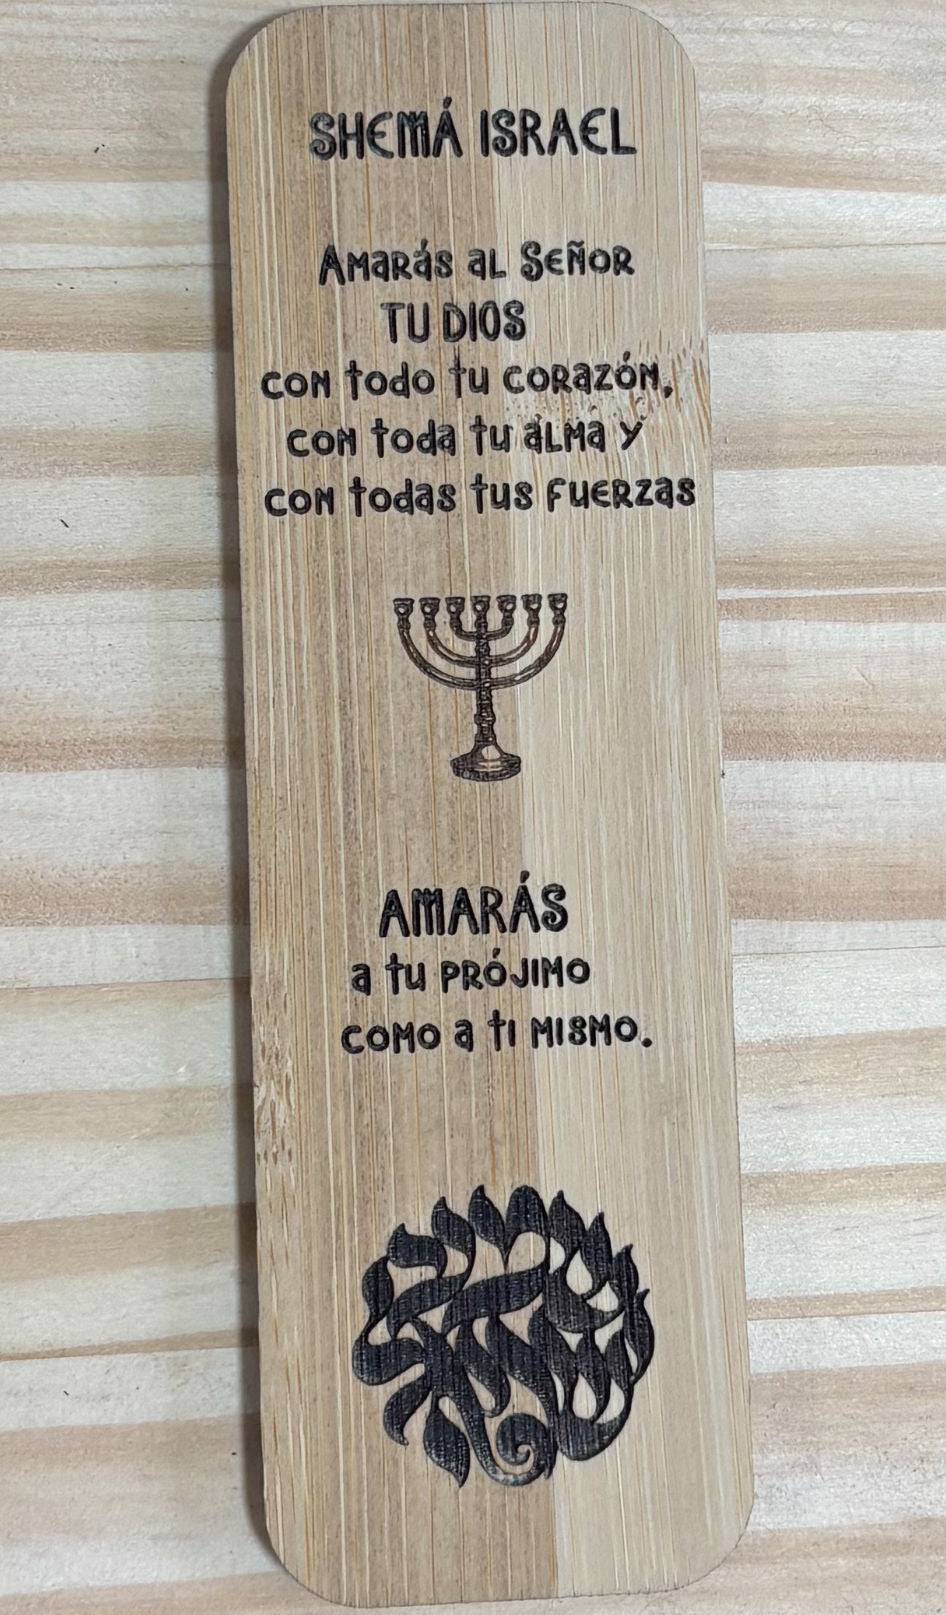 SHEMÁ ISRAEL
Amarás al Señor
TU DIOS
con todo tu corazón,
con toda tu alma y
con todas tus fuerzas
AMARÁS
a tu prójimo
como a ti mismo.